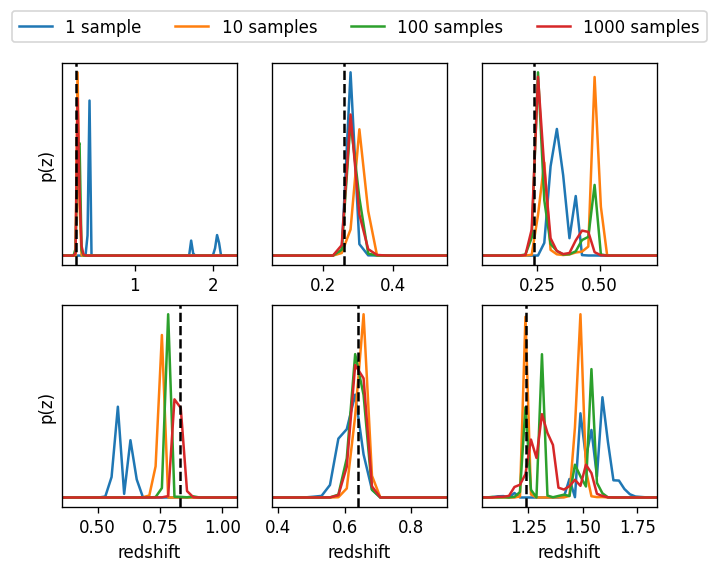 1 sample 10 samples 100 samples 1000 samples
p(z)
1 2
0.2 0.4
0.25 0.50
p(z)
0.50 0.75 1.00
0.4 0.6 0.8
1.25 1.50 1.75
redshift redshift redshift